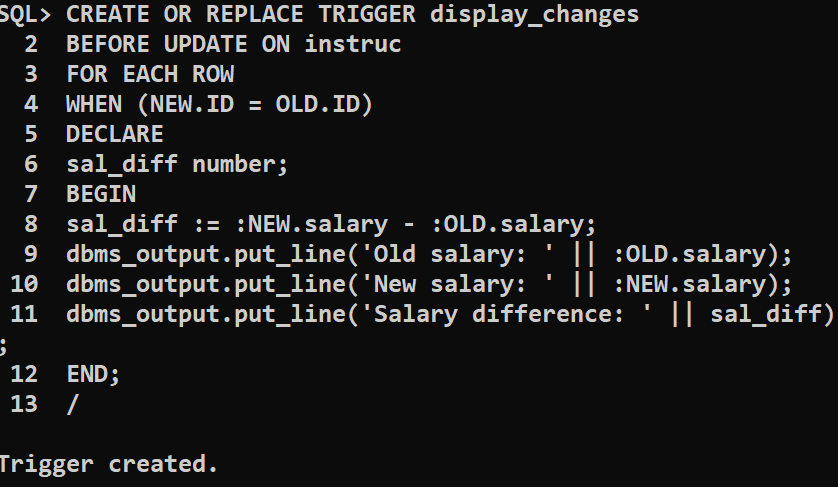 SQL> CREATE OR REPLACE TRIGGER display_changes
  2  BEFORE UPDATE ON instruc
  3  FOR EACH ROW
  4  WHEN (NEW.ID = OLD.ID)
  5  DECLARE
  6  sal_diff number;
  7  BEGIN
  8  sal_diff := :NEW.salary - :OLD.salary;
  9  dbms_output.put_line('Old salary: ' || :OLD.salary);
 10  dbms_output.put_line('New salary: ' || :NEW.salary);
 11  dbms_output.put_line('Salary difference: ' || sal_diff)
;
 12  END;
 13  /
Trigger created.